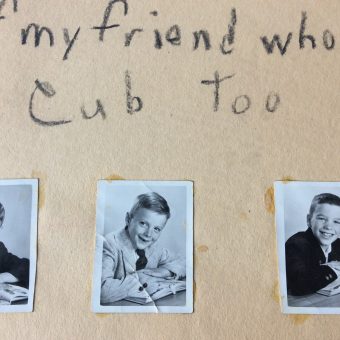 my friend who
Cub Too